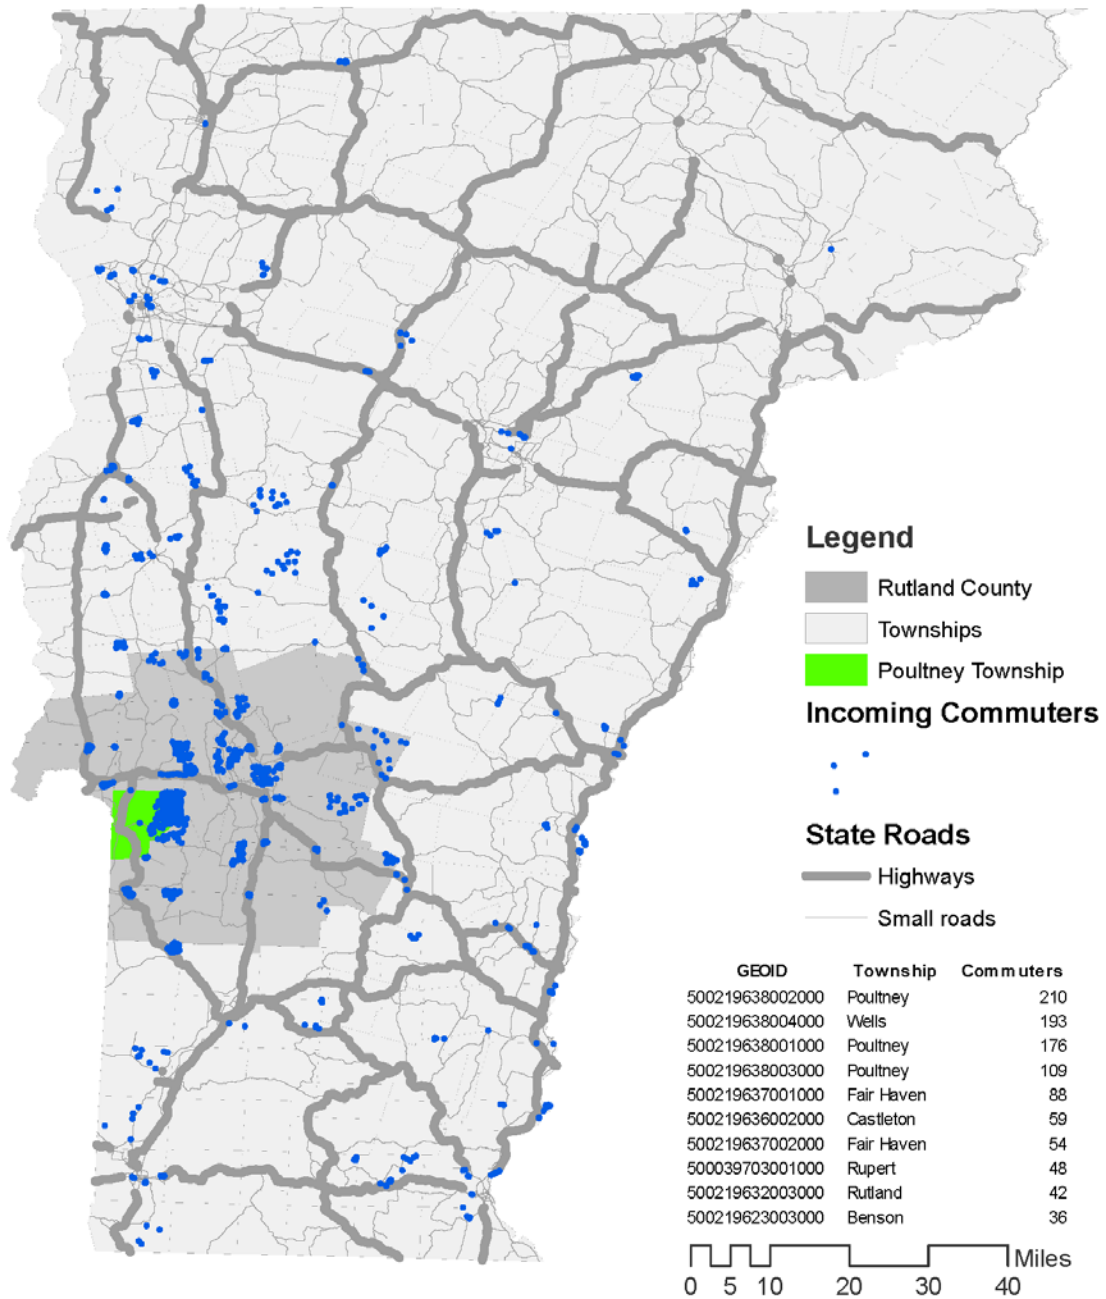 Legend
Rutland County
Townships
Poultney Township
Incoming Commuters
State Roads
Highways
Small roads
GEOID Township Commuters
500219638002000 Poultney 210
500219638004000 Wells 193
500219638001000 Poultney 176
500219638003000 Poultney 109
500219637001000 Fair Haven 88
500219636002000 Castleton 59
500219637002000 Fair Haven 54
500039703001000 Rupert 48
500219632003000 Rutland 42
500219623003000 Benson 36
Miles
0 5 10 20 30 40